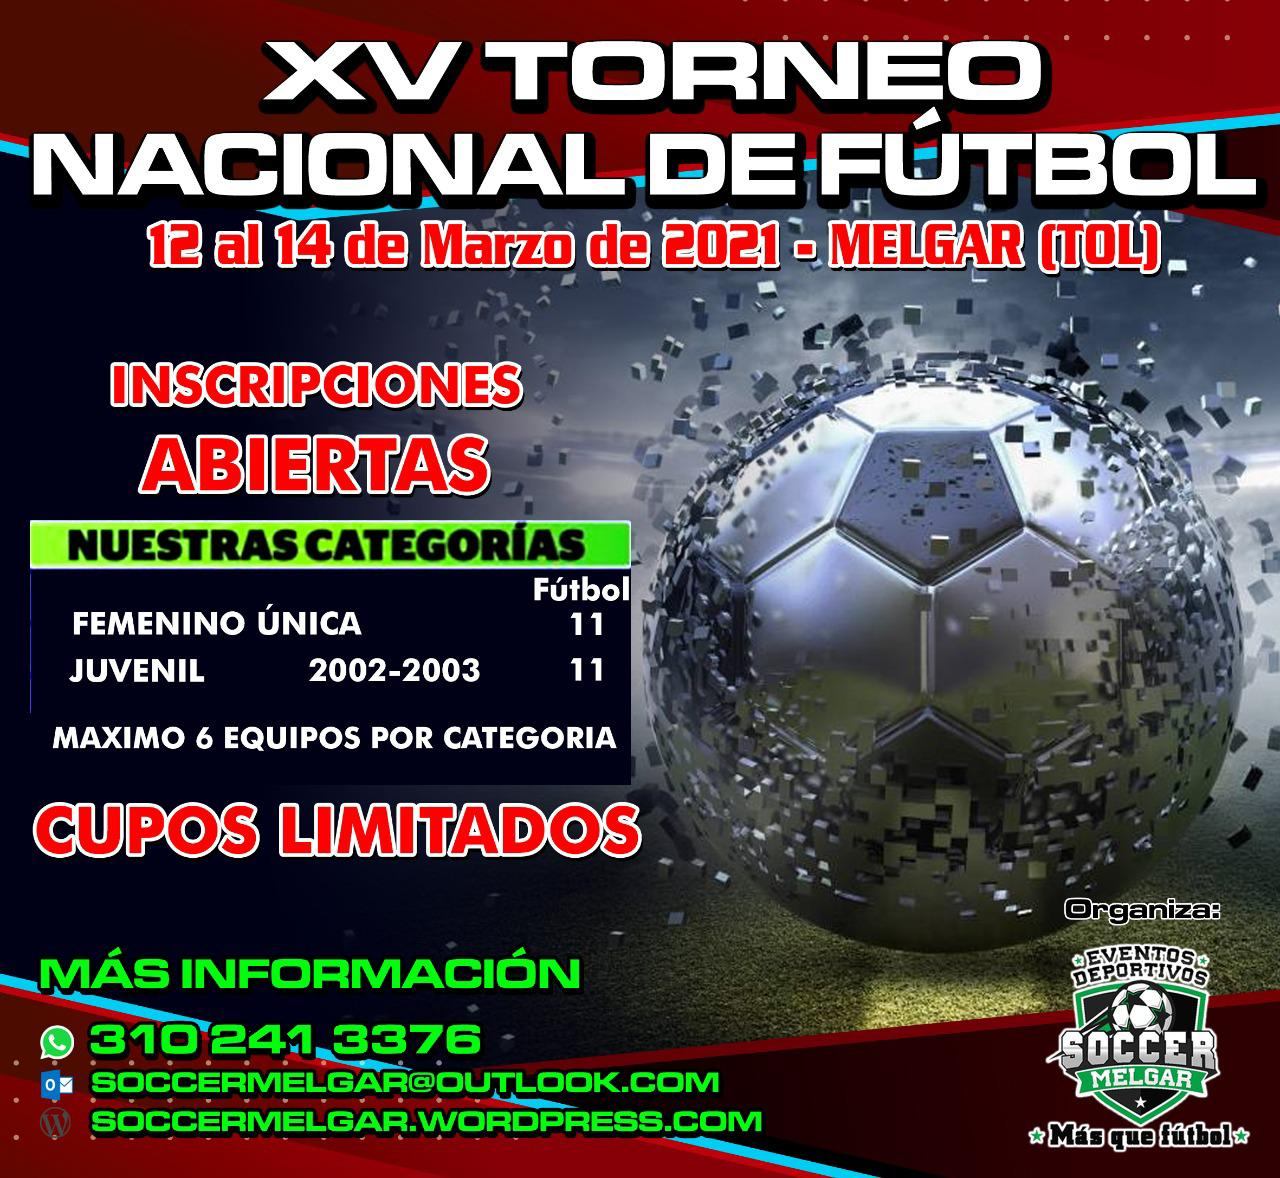 XV TORNEO
NACIONAL DE FÚTBOL
12 al 14 de Marzo de 2021 - MELGAR (TOL)
INSCRIPCIONES
ABIERTAS
NUESTRAS CATEGORÍAS
Fútbol
FEMENINO ÚNICA 11
JUVENIL 2002-2003 11
MAXIMO 6 EQUIPOS POR CATEGORIA
CUPOS LIMITADOS
Organiza:
EVENTOS
DEPORTIVOS
SOCCER
MELGAR
Más que fútbol
MÁS INFORMACIÓN
310 241 3376
SOCCERMELGAR@OUTLOOK.COM
SOCCERMELGAR.WORDPRESS.COM